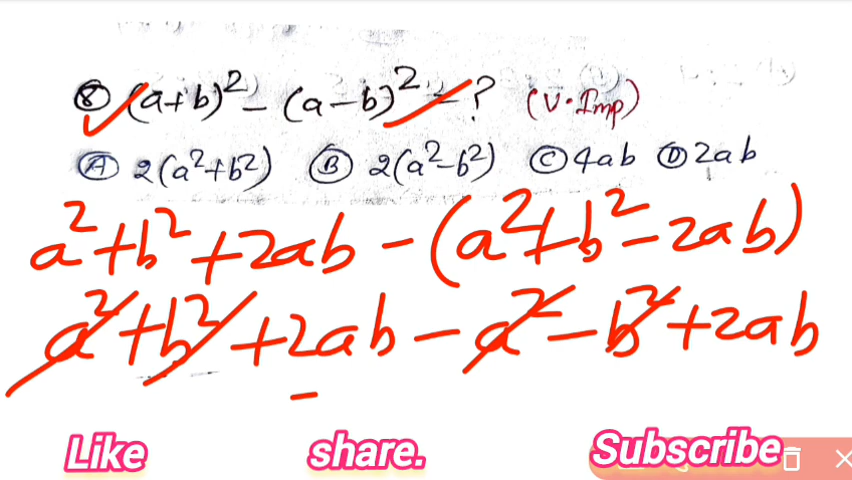 ⑧ (a+b)² - (a-b)² = ? (V.Imp)
Ⓐ 2(a²+b²) Ⓑ 2(a²-b²) Ⓒ 4ab Ⓓ 2ab
a²+b²+2ab-(a²+b²-2ab)
a²+b²+2ab-a²-b²+2ab
Like share. Subscribe